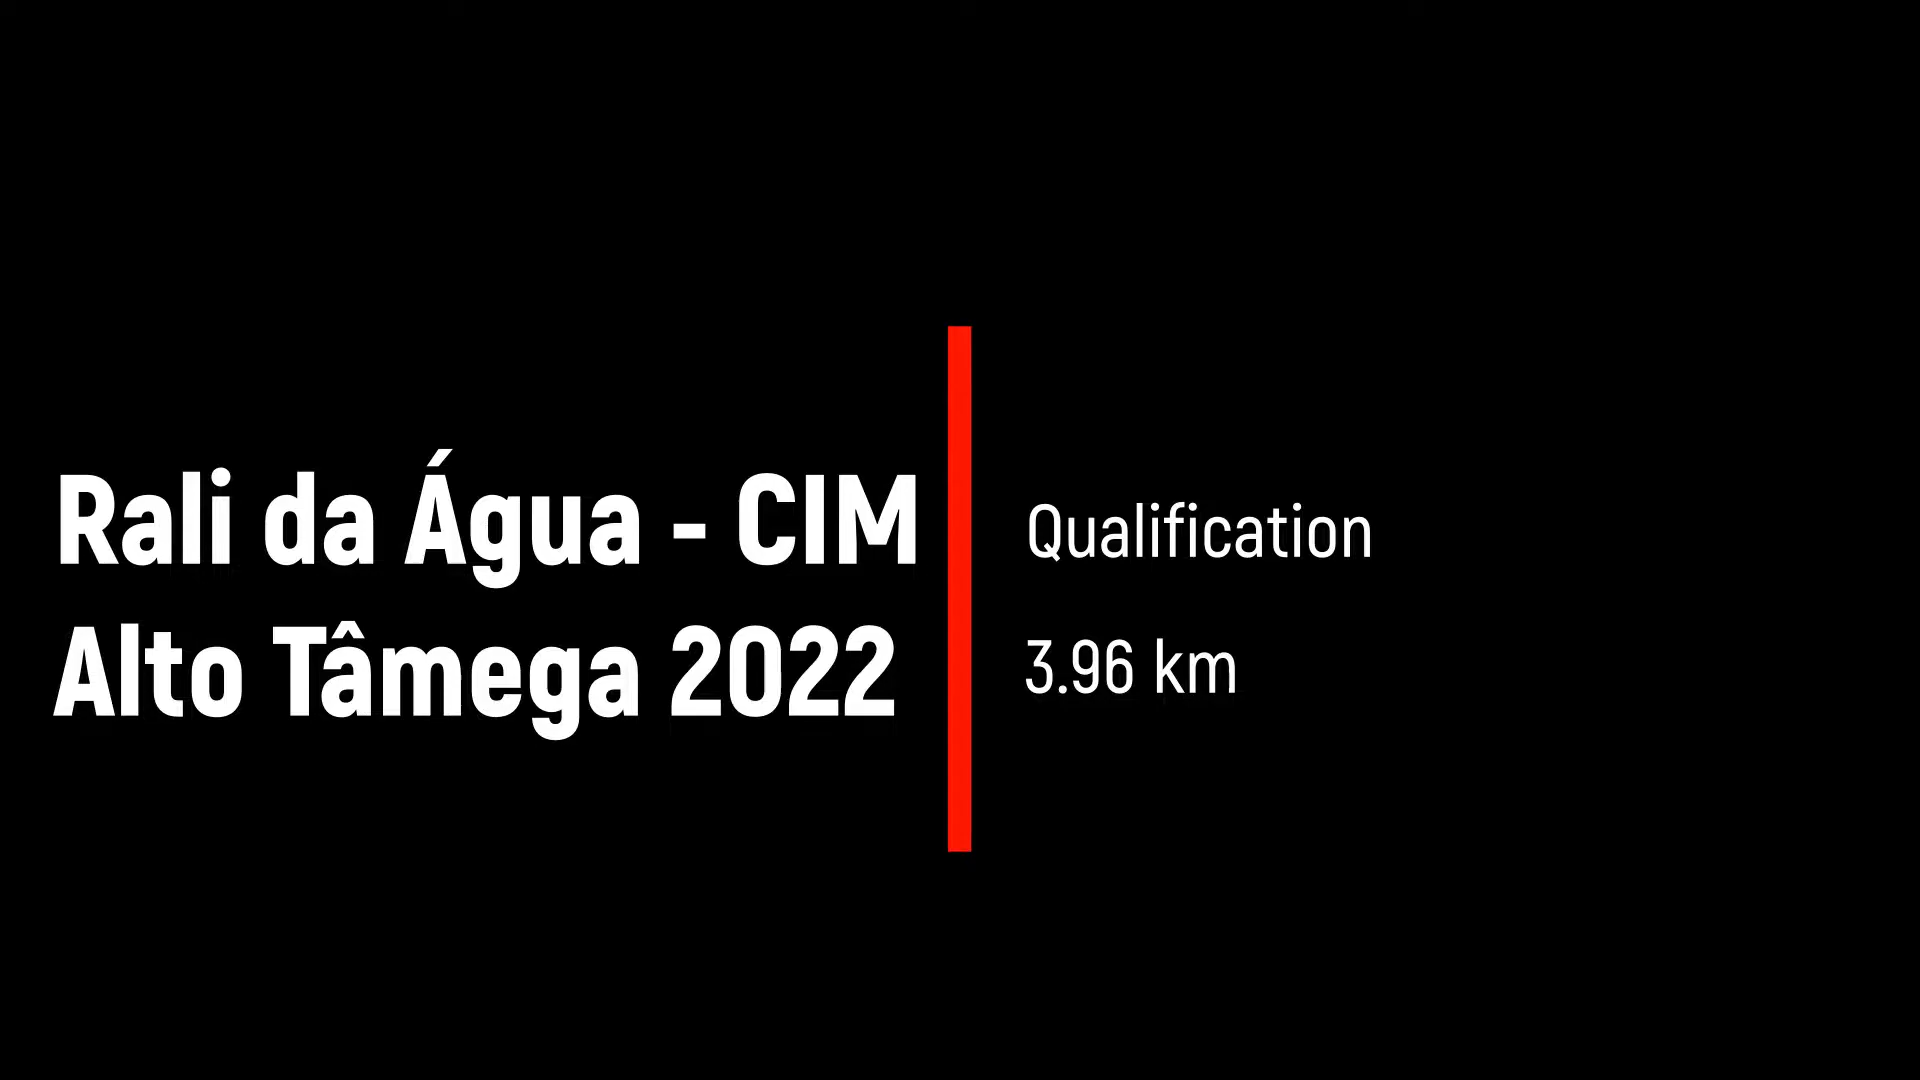 Rali da Água - CIM
Alto Tâmega 2022
Qualification
3.96 km